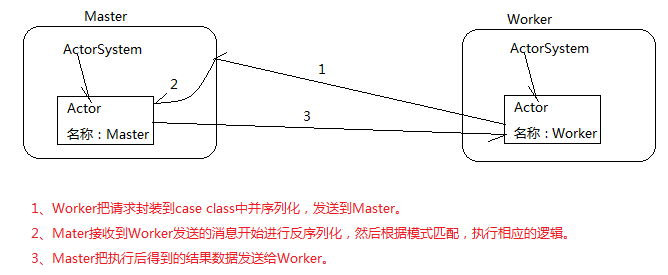 Master
Worker
ActorSystem
ActorSystem
1
2
Actor
名称：Master
3
Actor
名称：Worker
1、Worker把请求封装到case class中并序列化，发送到Master。
2、Mater接收到Worker发送的消息开始进行反序列化，然后根据模式匹配，执行相应的逻辑。
3、Master把执行后得到的结果数据发送给Worker。